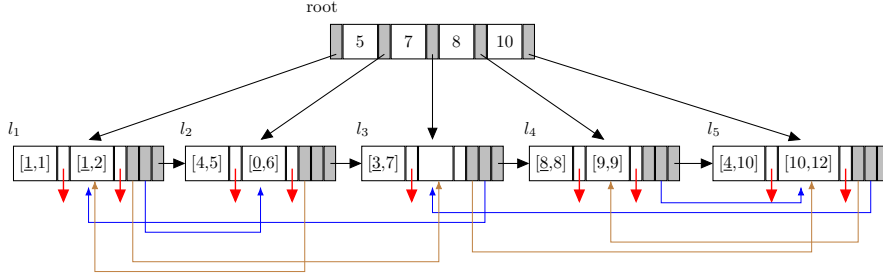 root
5 7 8 10
l1 l2 l3 l4 l5
[1,1] [1,2] [4,5] [0,6] [3,7] [8,8] [9,9] [4,10] [10,12]